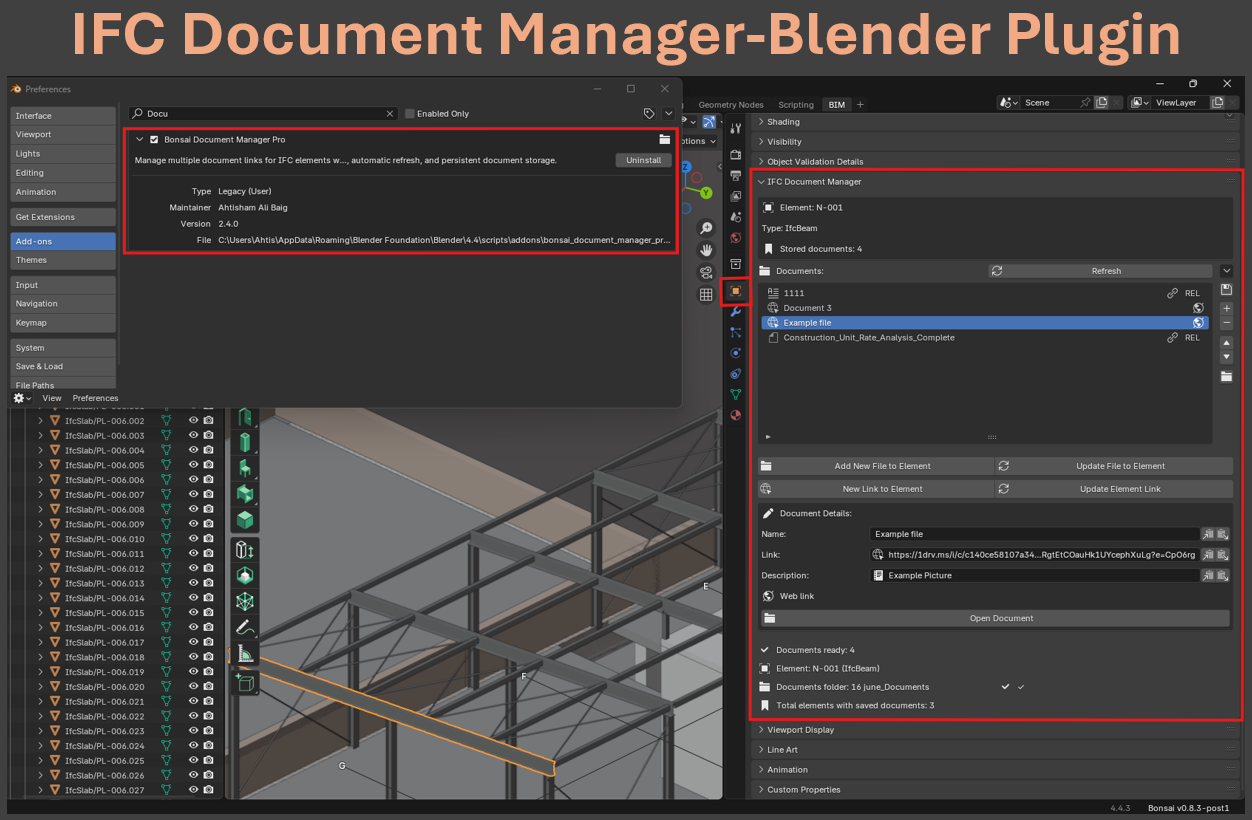 IFC Document Manager-Blender Plugin
Preferences
Interface
Viewport
Lights
Editing
Animation
Get Extensions
Add-ons
Themes
Input
Navigation
Keymap
System
Save & Load
File Paths
View Preferences
Docu
Enabled Only
Bonsai Document Manager Pro
Manage multiple document links for IFC elements w..., automatic refresh, and persistent document storage.
Uninstall
Type Legacy (User)
Maintainer Ahtisham Ali Baig
Version 2.4.0
File C:\Users\Ahtis\AppData\Roaming\Blender Foundation\Blender\4.4\scripts\addons\bonsai_document_manager_pr...
Geometry Nodes Scripting BIM +
Scene
ViewLayer
ptions
Z
Y
IfcSlab/PL-006.002
IfcSlab/PL-006.003
IfcSlab/PL-006.004
IfcSlab/PL-006.005
IfcSlab/PL-006.006
IfcSlab/PL-006.007
IfcSlab/PL-006.008
IfcSlab/PL-006.009
IfcSlab/PL-006.010
IfcSlab/PL-006.011
IfcSlab/PL-006.012
IfcSlab/PL-006.013
IfcSlab/PL-006.014
IfcSlab/PL-006.015
IfcSlab/PL-006.016
IfcSlab/PL-006.017
IfcSlab/PL-006.018
IfcSlab/PL-006.019
IfcSlab/PL-006.020
IfcSlab/PL-006.021
IfcSlab/PL-006.022
IfcSlab/PL-006.023
IfcSlab/PL-006.024
IfcSlab/PL-006.025
IfcSlab/PL-006.026
IfcSlab/PL-006.027
E
F
G
Shading
Visibility
Object Validation Details
IFC Document Manager
Element: N-001
Type: IfcBeam
Stored documents: 4
Documents:
Refresh
1111 REL
Document 3
Example file
Construction_Unit_Rate_Analysis_Complete REL
Add New File to Element
Update File to Element
New Link to Element
Update Element Link
Document Details:
Name: Example file
Link: https://1drv.ms/i/c/c140ce58107a34...RgtEtCOauHk1UYcephXuLg?e=CpO6rg
Description: Example Picture
Web link
Open Document
Documents ready: 4
Element: N-001 (IfcBeam)
Documents folder: 16 june_Documents
Total elements with saved documents: 3
Viewport Display
Line Art
Animation
Custom Properties
4.4.3 Bonsai v0.8.3-post1